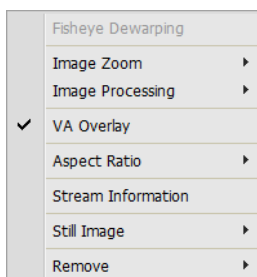 Fisheye Dewarping
Image Zoom
Image Processing
VA Overlay
Aspect Ratio
Stream Information
Still Image
Remove